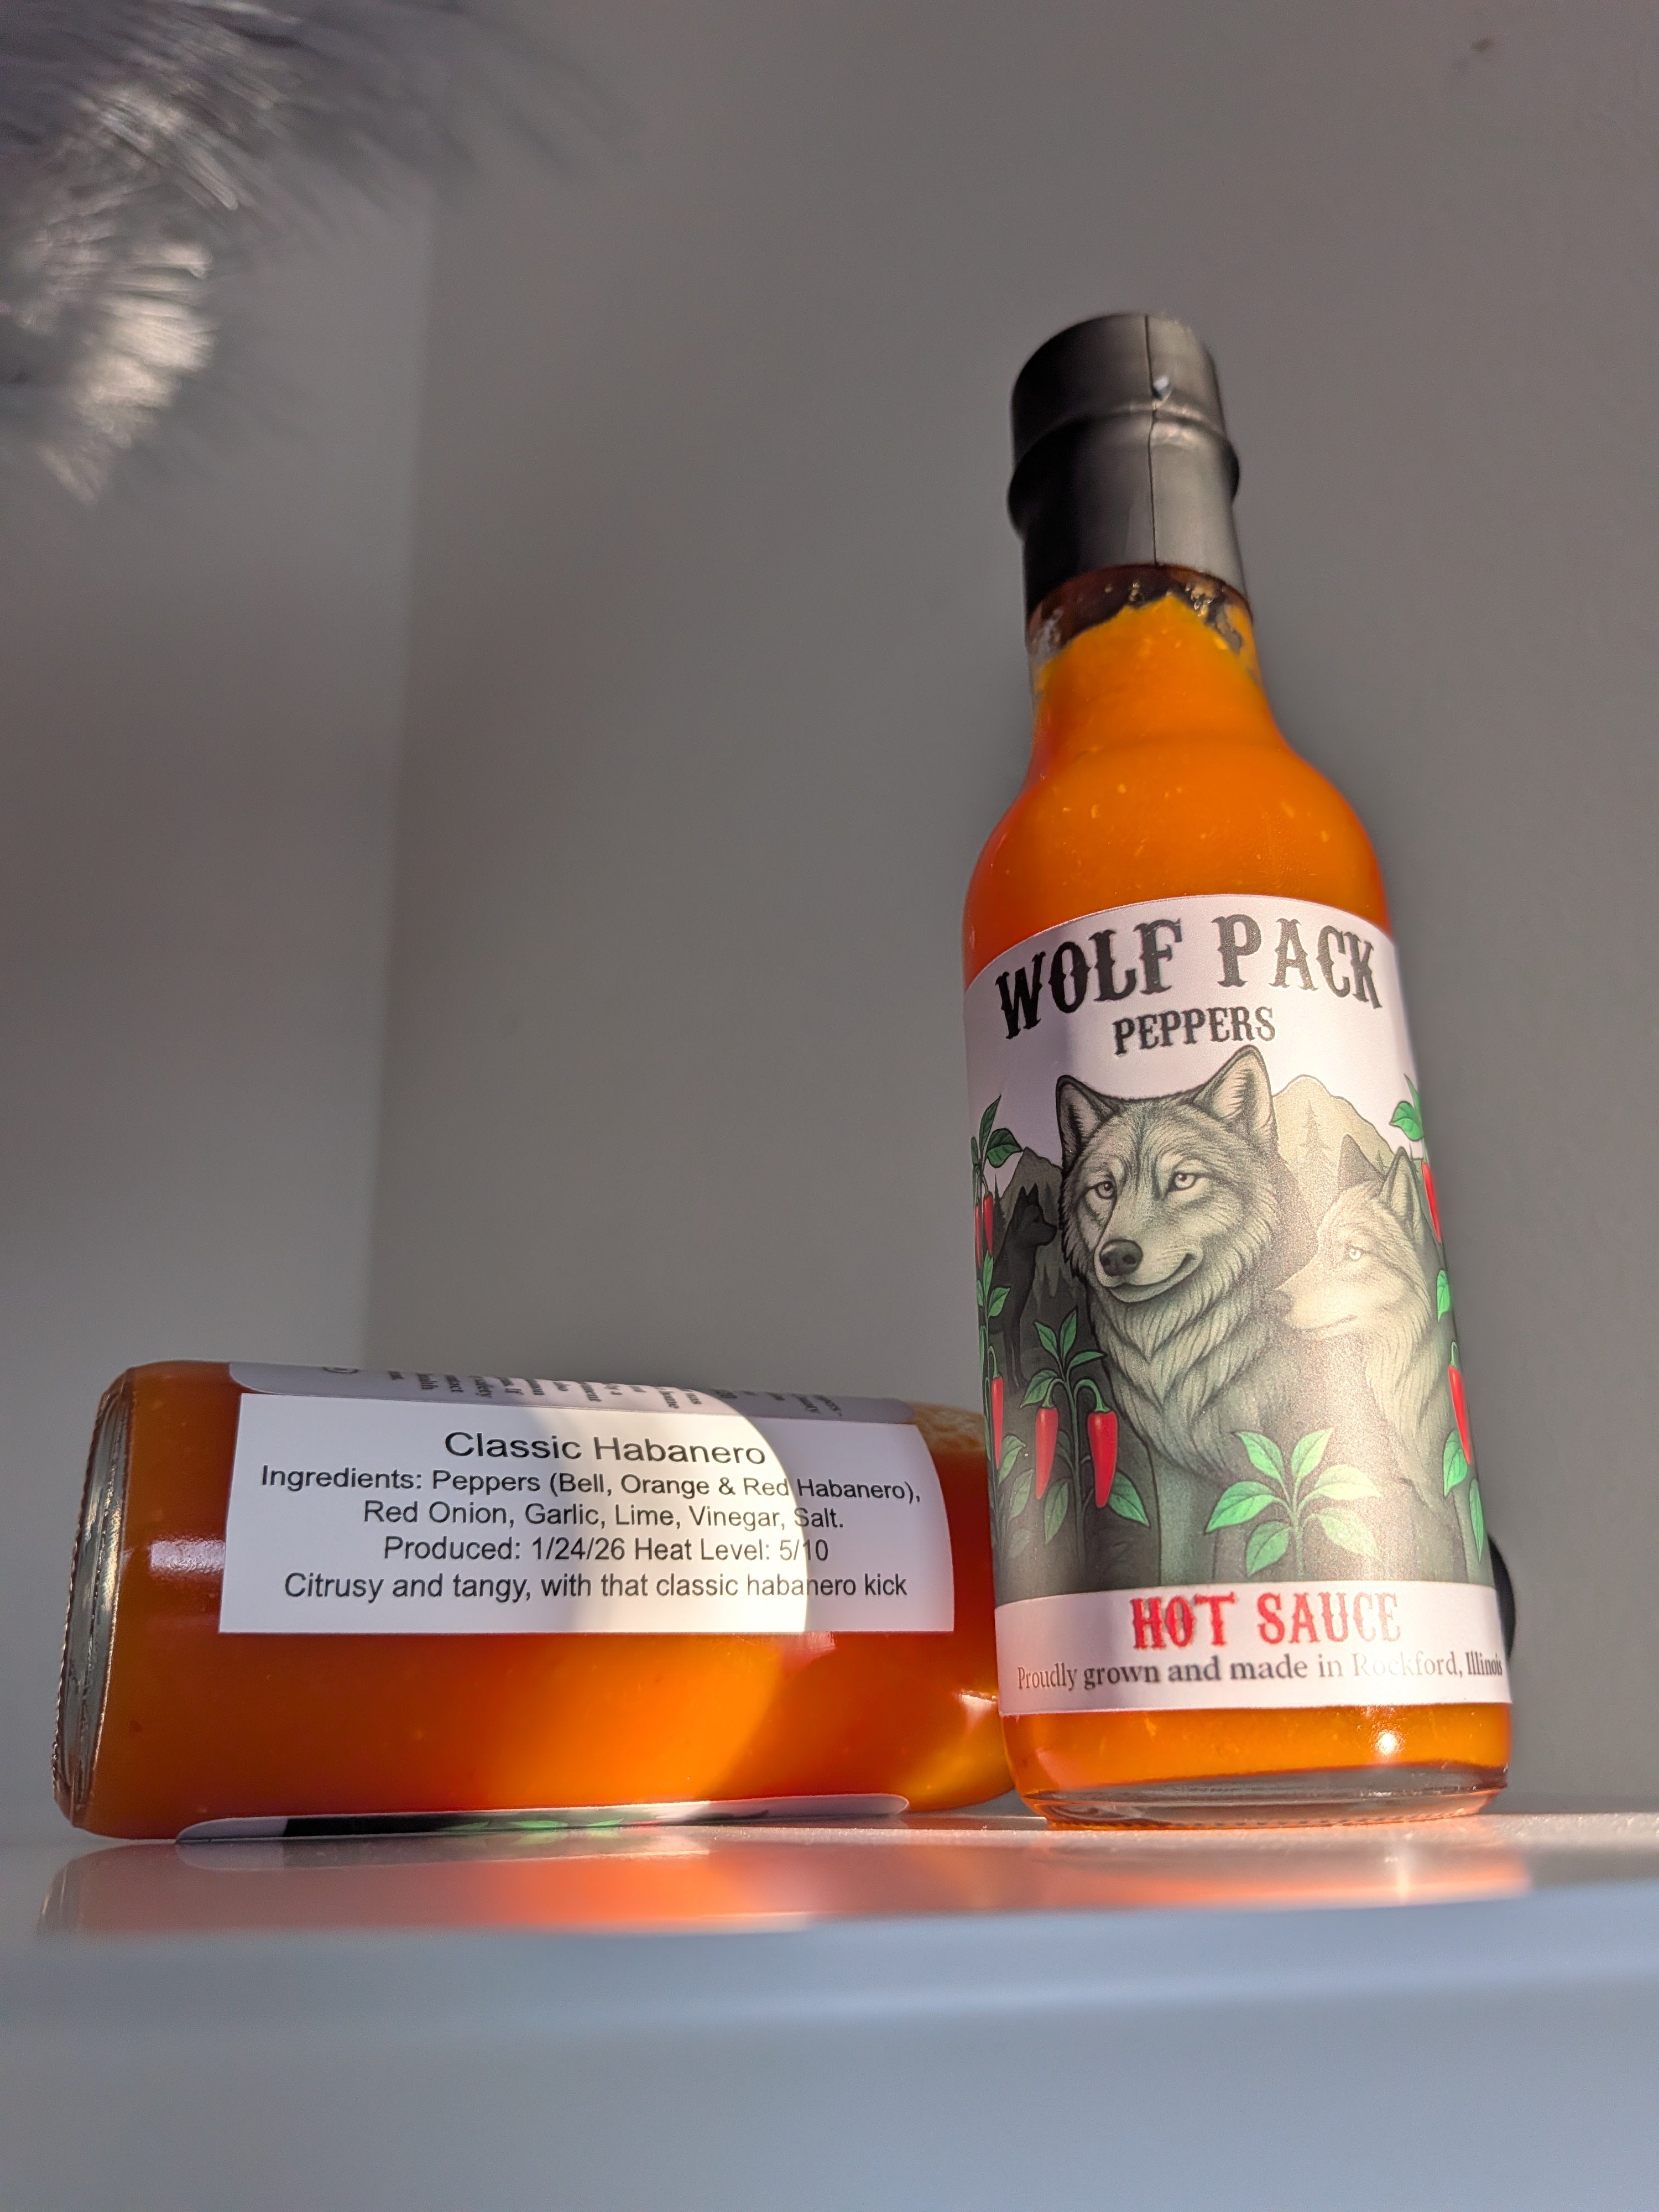 WOLF PACK
PEPPERS
HOT SAUCE
Proudly grown and made in Rockford, Illinois
Classic Habanero
Ingredients: Peppers (Bell, Orange & Red Habanero),
Red Onion, Garlic, Lime, Vinegar, Salt.
Produced: 1/24/26 Heat Level: 5/10
Citrusy and tangy, with that classic habanero kick